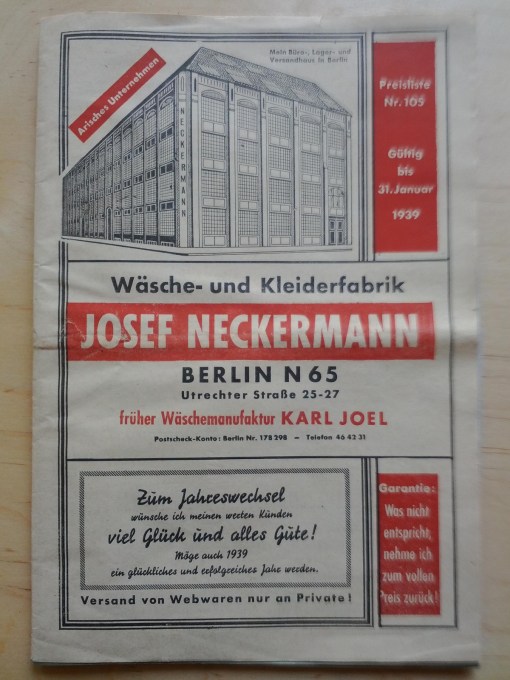 Arisches Unternehmen
Mein Büro-, Lager- und
Versandhaus in Berlin
NECKERMANN
Preisliste
Nr. 105
Gültig
bis
31. Januar
1939
Wäsche- und Kleiderfabrik
JOSEF NECKERMANN
BERLIN N 65
Utrechter Straße 25-27
früher Wäschemanufaktur KARL JOEL
Postscheck-Konto: Berlin Nr. 178 298 – Telefon 46 42 31
Zum Jahreswechsel
wünsche ich meinen werten Kunden
viel Glück und alles Gute!
Möge auch 1939
ein glückliches und erfolgreiches Jahr werden.
Versand von Webwaren nur an Private!
Garantie:
Was nicht
entspricht,
nehme ich
zum vollen
Preis zurück!